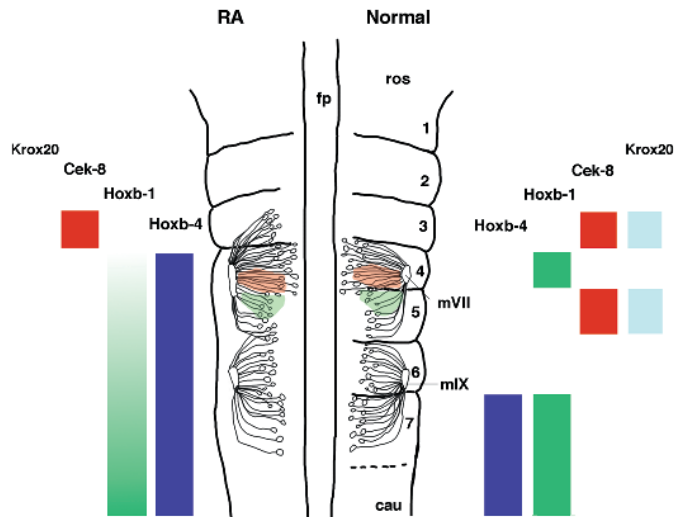 RA
Normal
fp
ros
1
Krox20
Krox20
Cek-8
Cek-8
2
Hoxb-1
Hoxb-1
Hoxb-4
Hoxb-4
3
4
mVII
5
6
mIX
7
cau